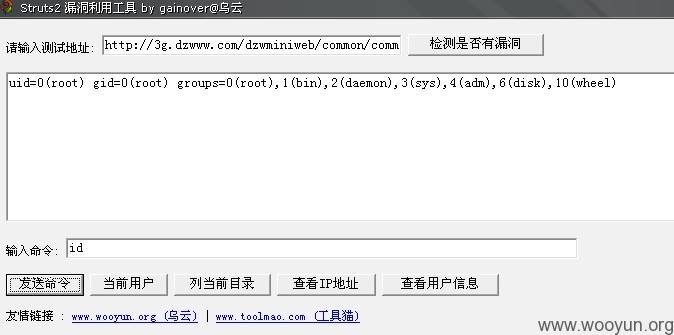 Struts2 漏洞利用工具 by gainover@乌云
请输入测试地址: http://3g.dzwww.com/dzwminiweb/common/comm 检测是否有漏洞
uid=0(root) gid=0(root) groups=0(root),1(bin),2(daemon),3(sys),4(adm),6(disk),10(wheel)
输入命令: id
发送命令 当前用户 列当前目录 查看IP地址 查看用户信息
友情链接 : www.wooyun.org (乌云) | www.toolmao.com (工具猫)
www.wooyun.org